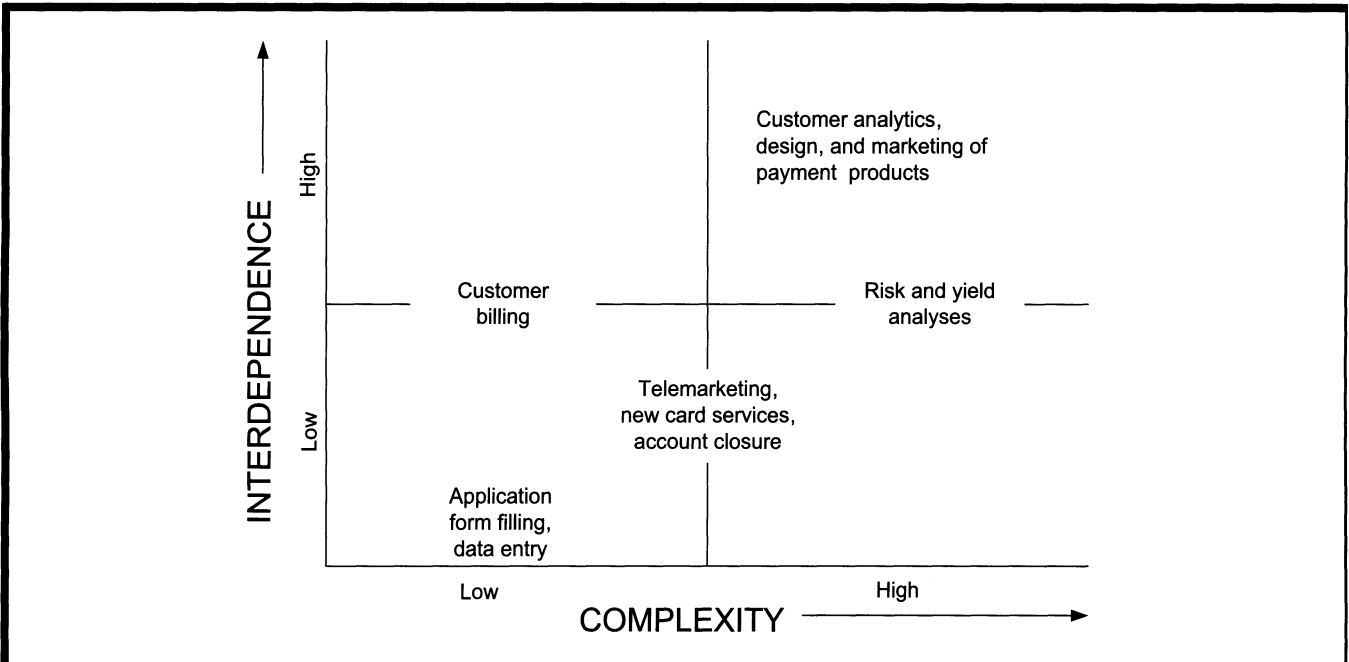 Customer analytics,
design, and marketing of
payment products
High
INTERDEPENDENCE
Customer
billing
Risk and yield
analyses
Telemarketing,
new card services,
account closure
Low
Application
form filling,
data entry
Low
High
COMPLEXITY